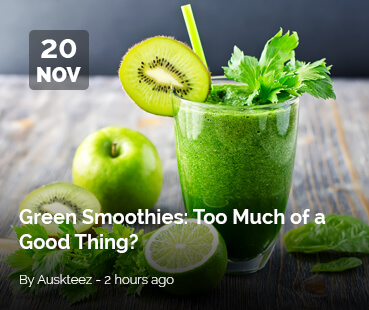 20
NOV
Green Smoothies: Too Much of a
Good Thing?
By Auskteez - 2 hours ago